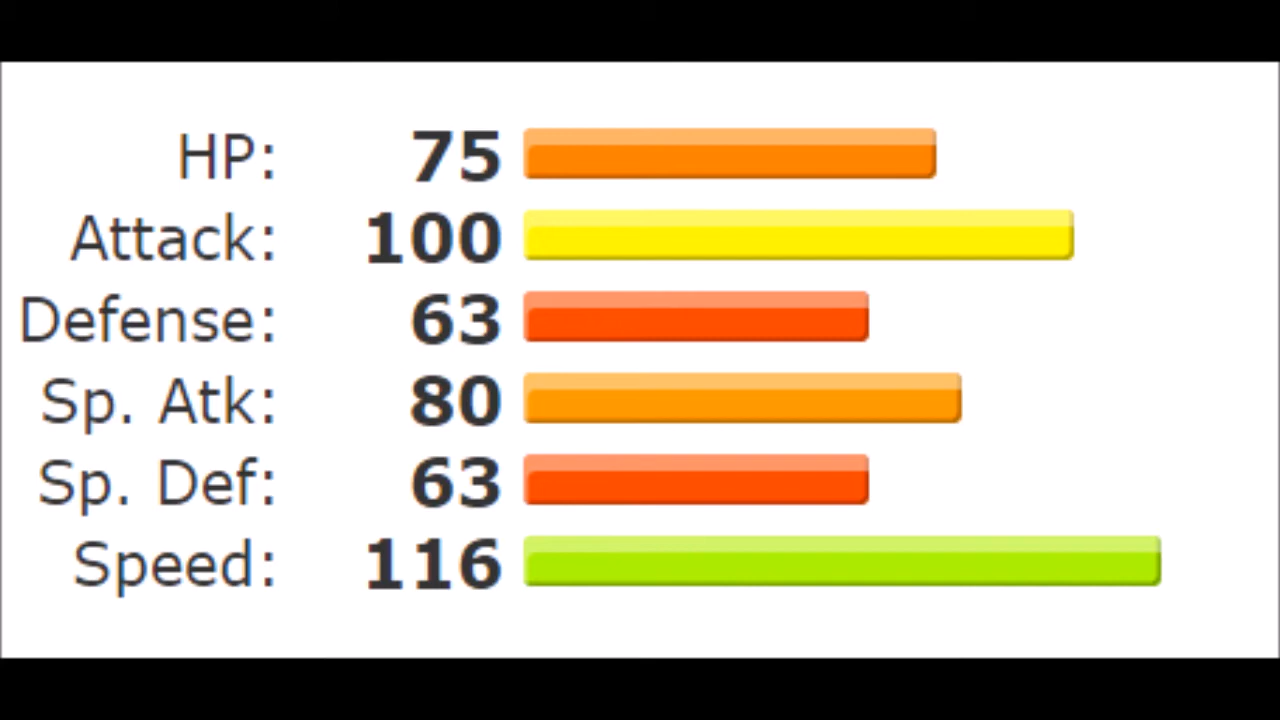 HP: 75
Attack: 100
Defense: 63
Sp. Atk: 80
Sp. Def: 63
Speed: 116